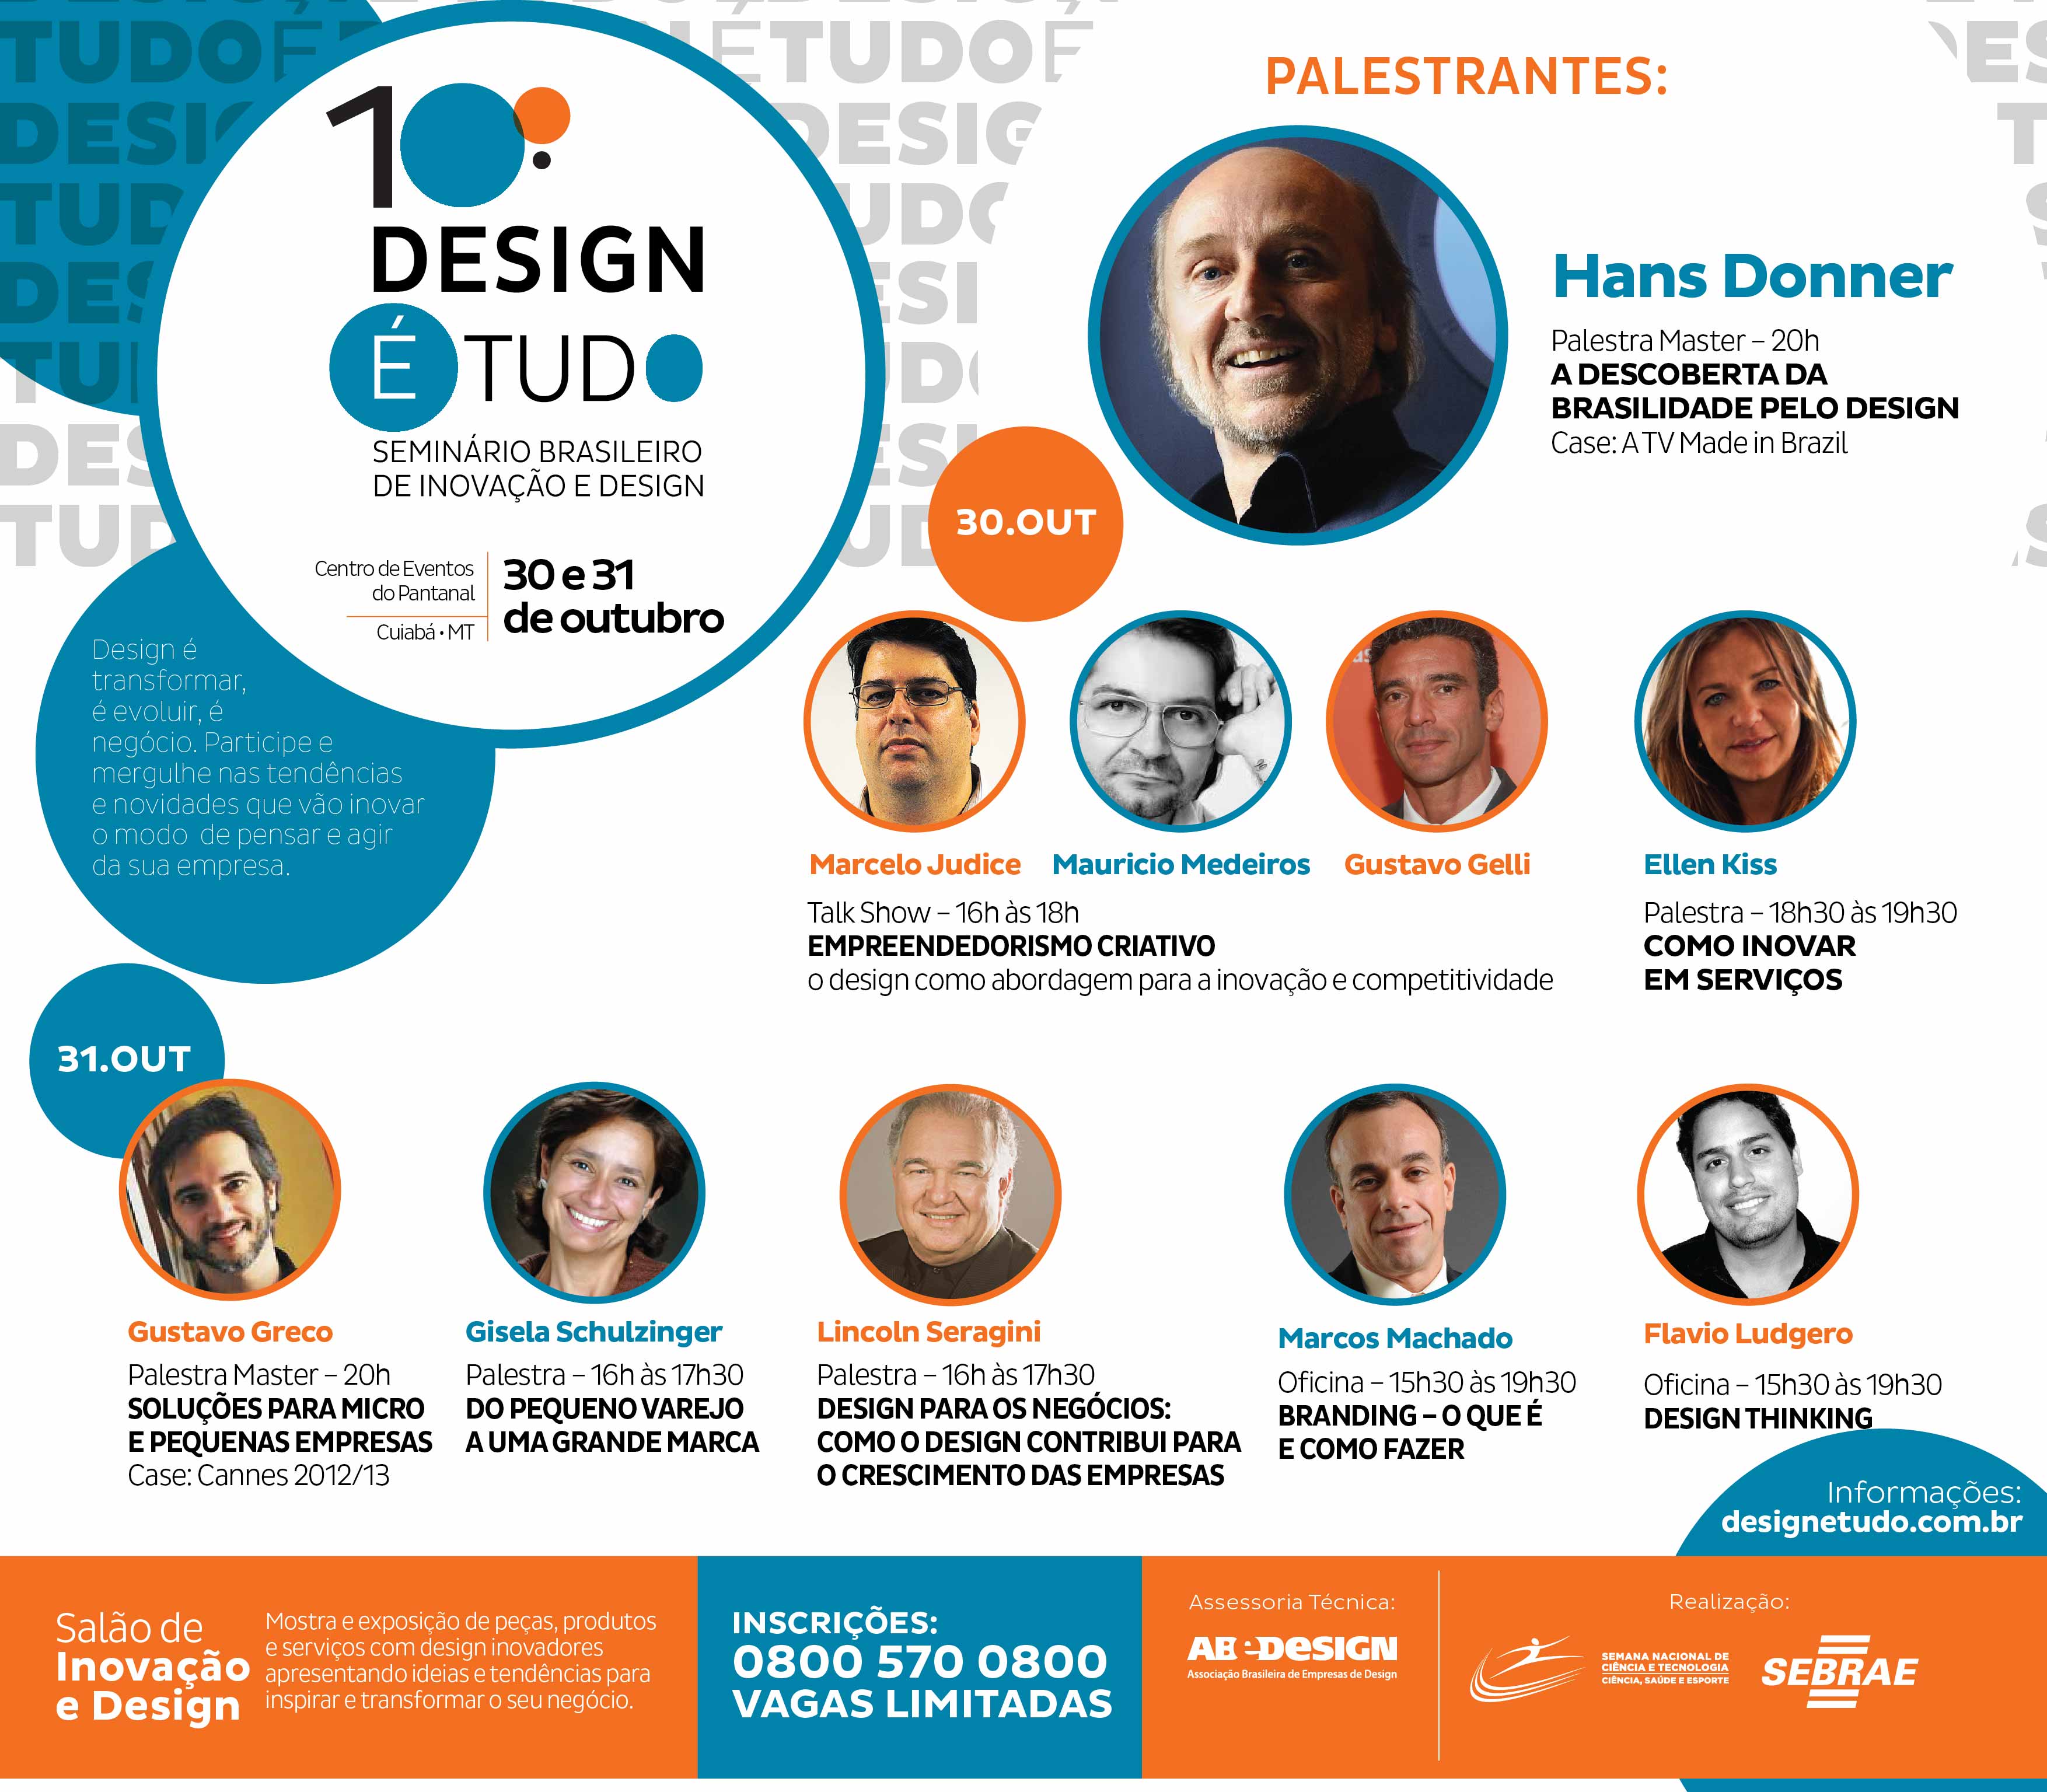 10º
DESIGN
É TUDO
SEMINÁRIO BRASILEIRO
DE INOVAÇÃO E DESIGN
Centro de Eventos
do Pantanal
Cuiabá • MT
30 e 31
de outubro
Design é
transformar,
é evoluir, é
negócio. Participe e
mergulhe nas tendências
e novidades que vão inovar
o modo de pensar e agir
da sua empresa.
PALESTRANTES:
30.OUT
Hans Donner
Palestra Master – 20h
A DESCOBERTA DA
BRASILIDADE PELO DESIGN
Case: A TV Made in Brazil
Marcelo Judice
Mauricio Medeiros
Gustavo Gelli
Talk Show – 16h às 18h
EMPREENDEDORISMO CRIATIVO
o design como abordagem para a inovação e competitividade
Ellen Kiss
Palestra – 18h30 às 19h30
COMO INOVAR
EM SERVIÇOS
31.OUT
Gustavo Greco
Palestra Master – 20h
SOLUÇÕES PARA MICRO
E PEQUENAS EMPRESAS
Case: Cannes 2012/13
Gisela Schulzinger
Palestra – 16h às 17h30
DO PEQUENO VAREJO
A UMA GRANDE MARCA
Lincoln Seragini
Palestra – 16h às 17h30
DESIGN PARA OS NEGÓCIOS:
COMO O DESIGN CONTRIBUI PARA
O CRESCIMENTO DAS EMPRESAS
Marcos Machado
Oficina – 15h30 às 19h30
BRANDING – O QUE É
E COMO FAZER
Flavio Ludgero
Oficina – 15h30 às 19h30
DESIGN THINKING
Informações:
designetudo.com.br
Salão de
Inovação
e Design
Mostra e exposição de peças, produtos
e serviços com design inovadores
apresentando ideias e tendências para
inspirar e transformar o seu negócio.
INSCRIÇÕES:
0800 570 0800
VAGAS LIMITADAS
Assessoria Técnica:
ABEDESIGN
Associação Brasileira de Empresas de Design
Realização:
SEMANA NACIONAL DE
CIÊNCIA E TECNOLOGIA
CIÊNCIA, SAÚDE E ESPORTE
SEBRAE